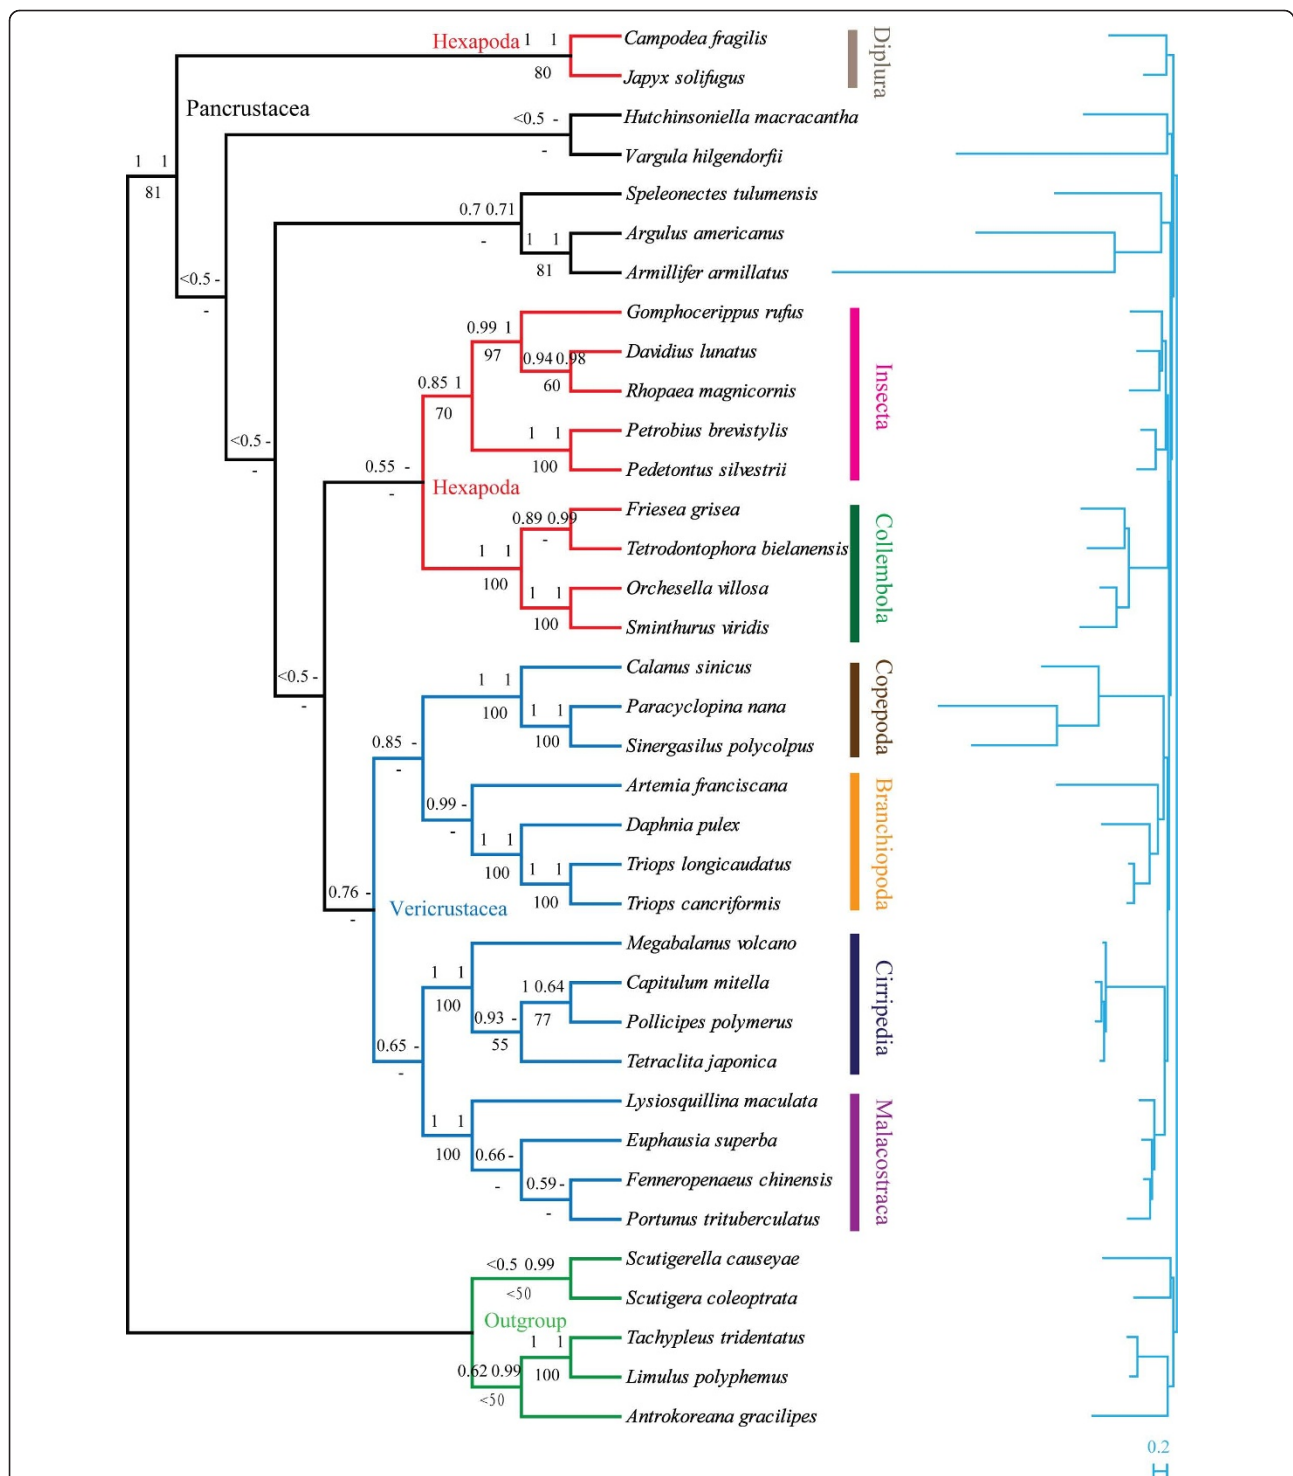 Hexapoda 1 1
80
Campodea fragilis
Japyx solifugus
Diplura
Pancrustacea
1 1
81
<0.5 -
-
Hutchinsoniella macracantha
Vargula hilgendorfii
<0.5 -
-
0.7 0.71
-
Speleonectes tulumensis
1 1
81
Argulus americanus
Armillifer armillatus
<0.5 -
-
0.55 -
-
Hexapoda
0.85 1
70
0.99 1
97
Gomphocerippus rufus
0.94 0.98
60
Davidius lunatus
Rhopaea magnicornis
1 1
100
Petrobius brevistylis
Pedetontus silvestrii
Insecta
1 1
100
0.89 0.99
-
Friesea grisea
Tetrodontophora bielanensis
1 1
100
Orchesella villosa
Sminthurus viridis
Collembola
<0.5 -
-
0.76 -
-
Vericrustacea
0.85 -
-
1 1
100
Calanus sinicus
1 1
100
Paracyclopina nana
Sinergasilus polycolpus
Copepoda
0.99 -
-
Artemia franciscana
1 1
100
Daphnia pulex
1 1
100
Triops longicaudatus
Triops cancriformis
Branchiopoda
0.65 -
-
1 1
100
Megabalanus volcano
0.93 -
55
1 0.64
77
Capitulum mitella
Pollicipes polymerus
Tetraclita japonica
Cirripedia
1 1
100
Lysiosquillina maculata
0.66 -
-
Euphausia superba
0.59 -
-
Fenneropenaeus chinensis
Portunus trituberculatus
Malacostraca
<0.5 0.99
<50
Scutigerella causeyae
Scutigera coleoptrata
Outgroup
1 1
100
Tachypleus tridentatus
Limulus polyphemus
0.62 0.99
<50
Antrokoreana gracilipes
0.2